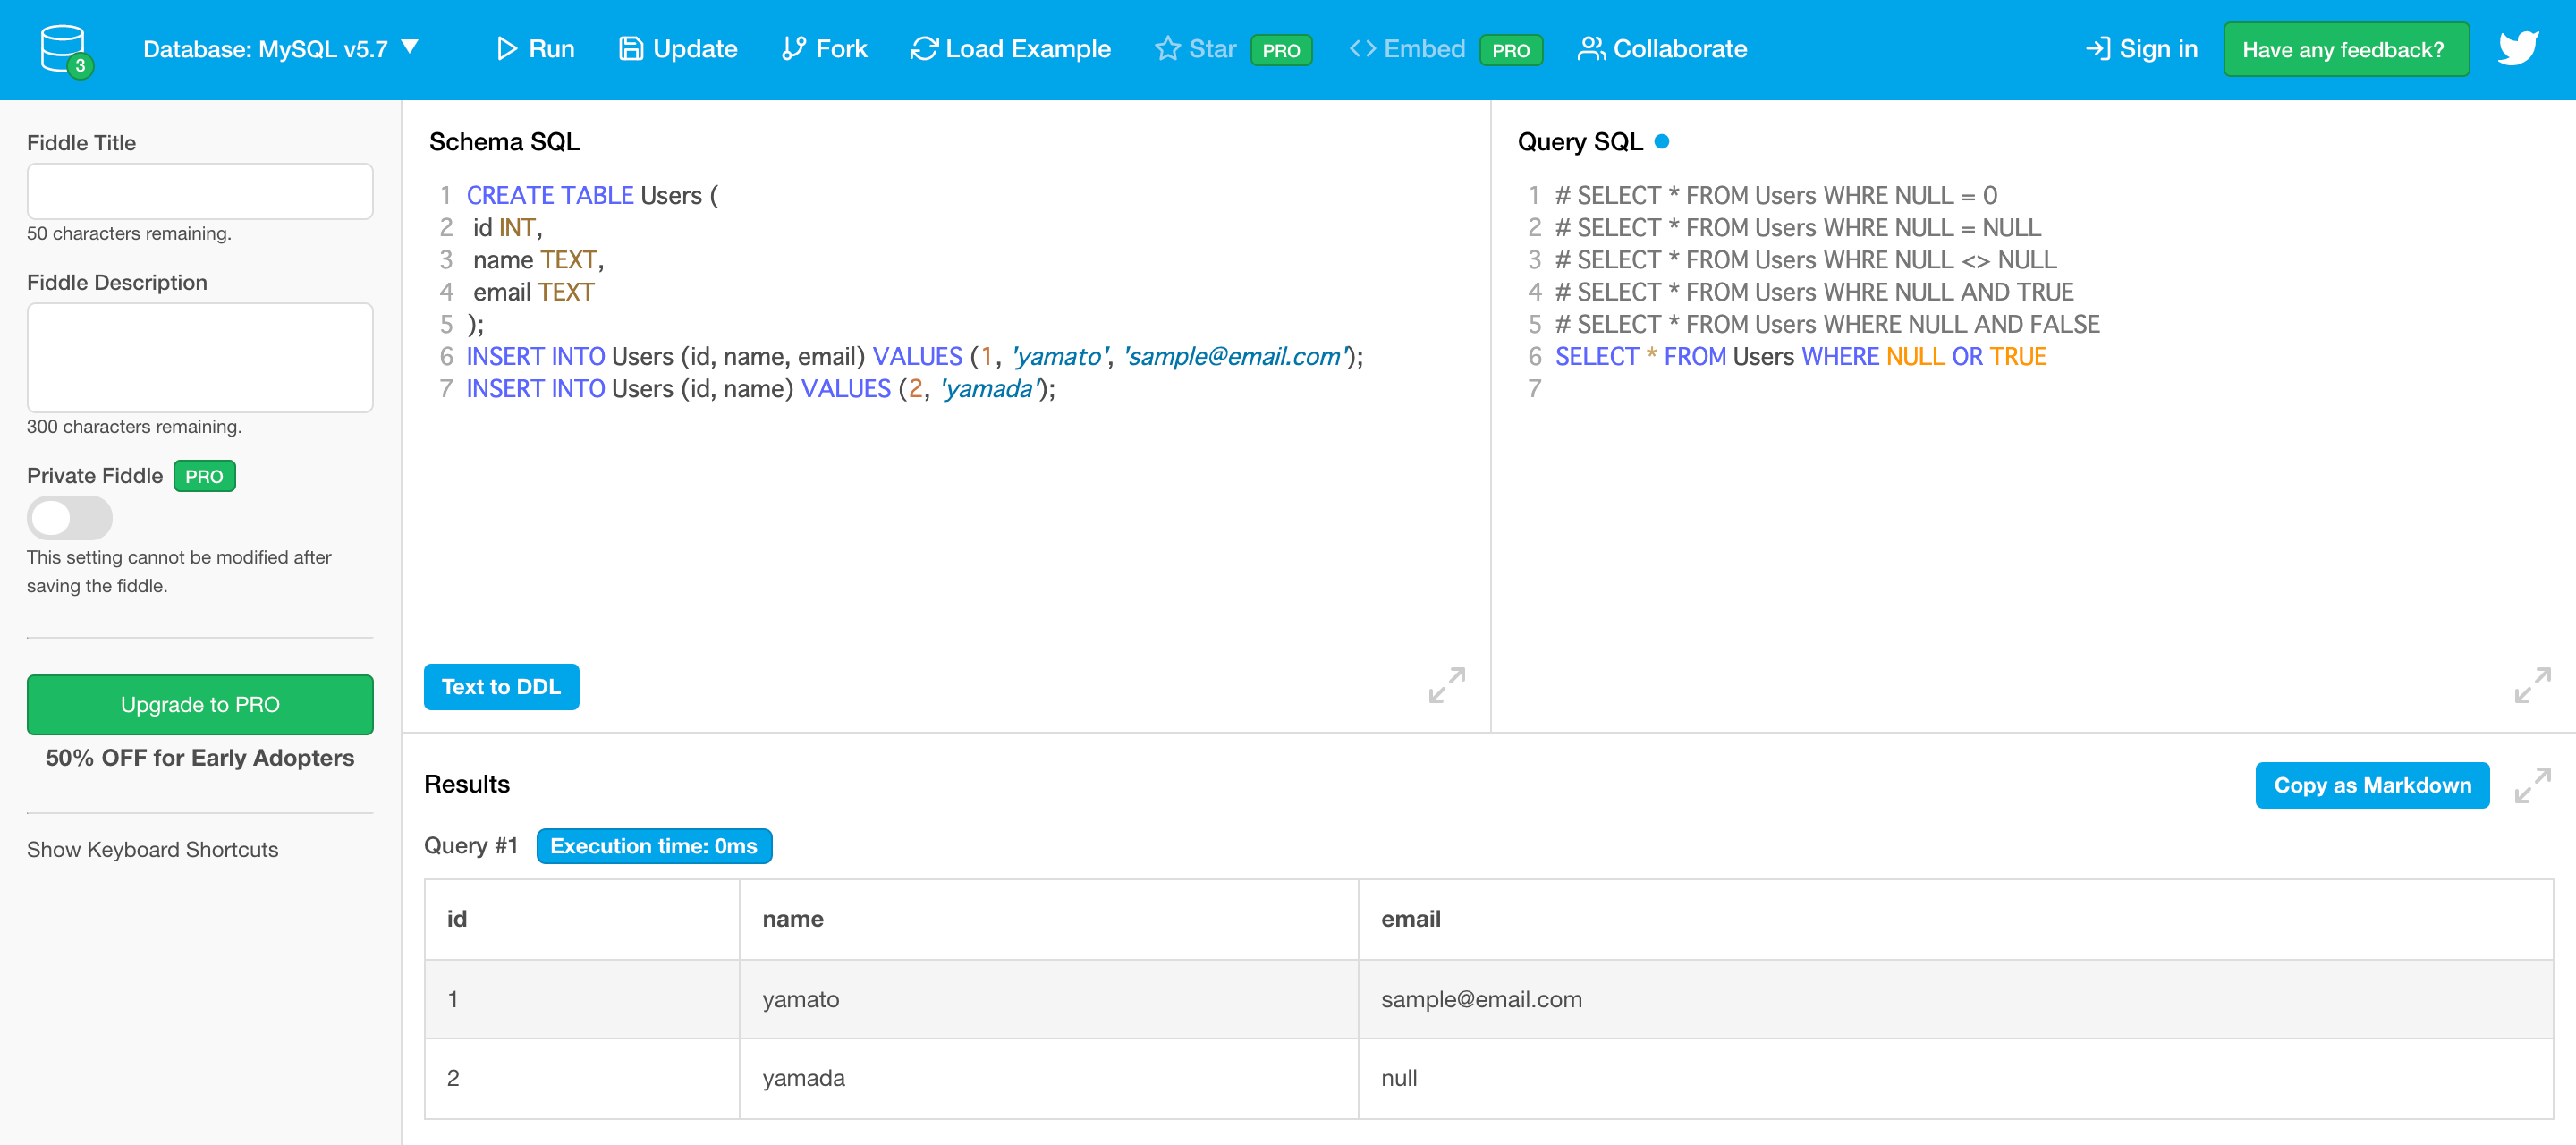 3
Database: MySQL v5.7 ▼
Run
Update
Fork
Load Example
Star PRO
Embed PRO
Collaborate
Sign in
Have any feedback?
Fiddle Title
50 characters remaining.
Fiddle Description
300 characters remaining.
Private Fiddle PRO
This setting cannot be modified after
saving the fiddle.
Upgrade to PRO
50% OFF for Early Adopters
Show Keyboard Shortcuts
Schema SQL
1 CREATE TABLE Users (
2 id INT,
3 name TEXT,
4 email TEXT
5 );
6 INSERT INTO Users (id, name, email) VALUES (1, 'yamato', 'sample@email.com');
7 INSERT INTO Users (id, name) VALUES (2, 'yamada');
Text to DDL
Query SQL
1 # SELECT * FROM Users WHRE NULL = 0
2 # SELECT * FROM Users WHRE NULL = NULL
3 # SELECT * FROM Users WHRE NULL <> NULL
4 # SELECT * FROM Users WHRE NULL AND TRUE
5 # SELECT * FROM Users WHERE NULL AND FALSE
6 SELECT * FROM Users WHERE NULL OR TRUE
7
Results
Copy as Markdown
Query #1 Execution time: 0ms
id name email
1 yamato sample@email.com
2 yamada null